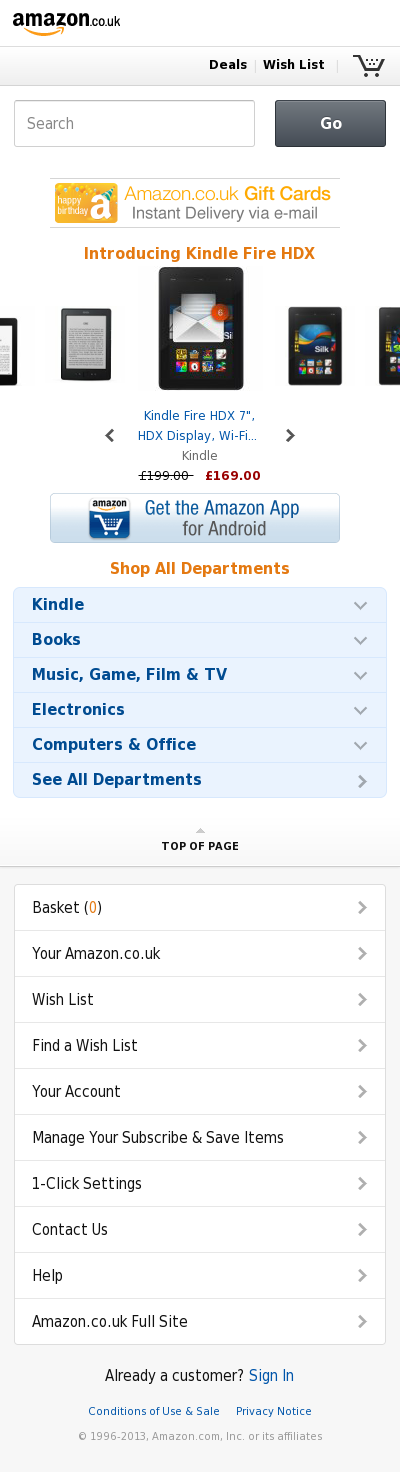 amazon.co.uk
Deals Wish List
Search Go
happy birthday a Amazon.co.uk Gift Cards
Instant Delivery via e-mail
Introducing Kindle Fire HDX
6
Silk
Kindle Fire HDX 7",
HDX Display, Wi-Fi...
Kindle
£199.00 £169.00
amazon Get the Amazon App
for Android
Shop All Departments
Kindle
Books
Music, Game, Film & TV
Electronics
Computers & Office
See All Departments
TOP OF PAGE
Basket (0)
Your Amazon.co.uk
Wish List
Find a Wish List
Your Account
Manage Your Subscribe & Save Items
1-Click Settings
Contact Us
Help
Amazon.co.uk Full Site
Already a customer? Sign In
Conditions of Use & Sale Privacy Notice
© 1996-2013, Amazon.com, Inc. or its affiliates